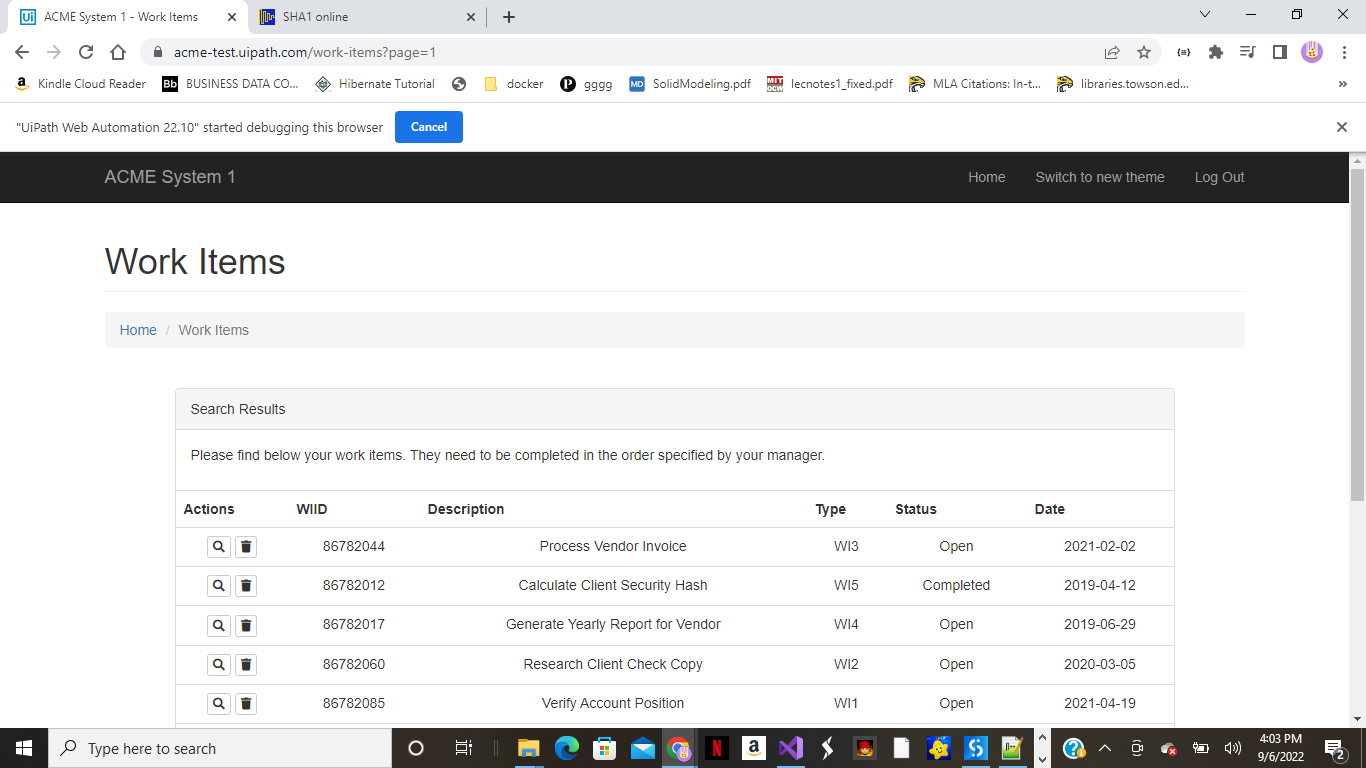 ACME System 1 - Work Items
SHA1 online
acme-test.uipath.com/work-items?page=1
Kindle Cloud Reader
Bb BUSINESS DATA CO...
Hibernate Tutorial
docker
gggg
MD SolidModeling.pdf
lecnotes1_fixed.pdf
MLA Citations: In-t...
libraries.towson.ed...
"UiPath Web Automation 22.10" started debugging this browser Cancel
ACME System 1 Home Switch to new theme Log Out
Work Items
Home / Work Items
Search Results
Please find below your work items. They need to be completed in the order specified by your manager.
Actions WIID Description Type Status Date
86782044 Process Vendor Invoice WI3 Open 2021-02-02
86782012 Calculate Client Security Hash WI5 Completed 2019-04-12
86782017 Generate Yearly Report for Vendor WI4 Open 2019-06-29
86782060 Research Client Check Copy WI2 Open 2020-03-05
86782085 Verify Account Position WI1 Open 2021-04-19
Type here to search
4:03 PM
9/6/2022
2